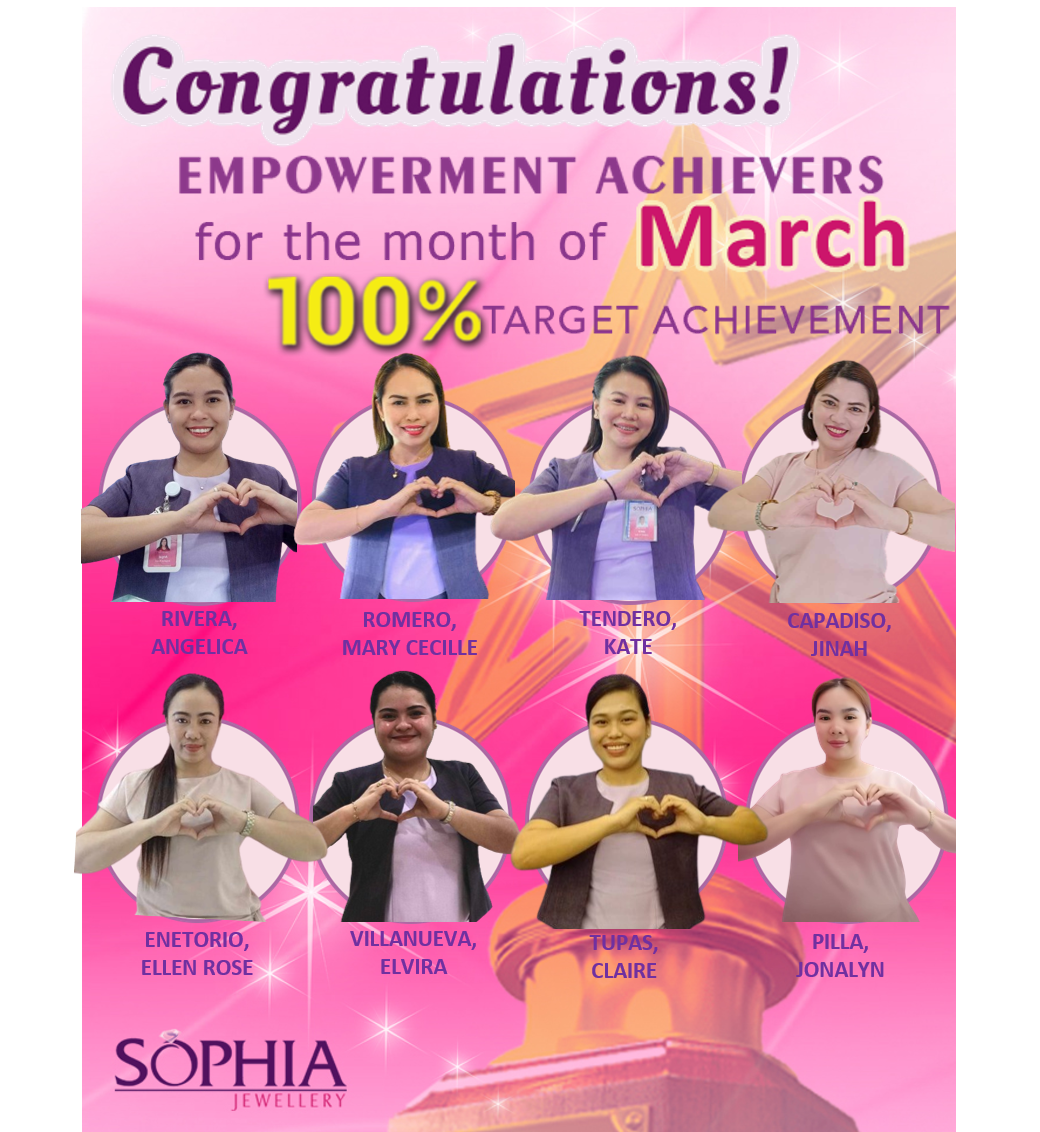 Congratulations!
EMPOWERMENT ACHIEVERS
for the month of March
100% TARGET ACHIEVEMENT
SOPHIA
RIVERA,
ANGELICA
ROMERO,
MARY CECILLE
TENDERO,
KATE
CAPADISO,
JINAH
ENETORIO,
ELLEN ROSE
VILLANUEVA,
ELVIRA
TUPAS,
CLAIRE
PILLA,
JONALYN
SOPHIA
JEWELLERY